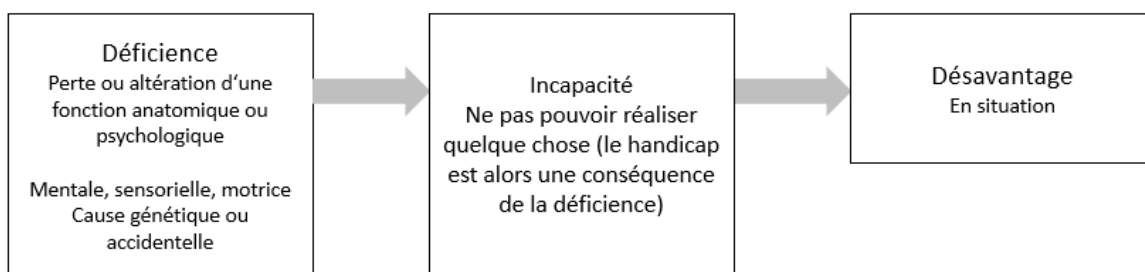 Déficience
Perte ou altération d‘une
fonction anatomique ou
psychologique
Mentale, sensorielle, motrice
Cause génétique ou
accidentelle
Incapacité
Ne pas pouvoir réaliser
quelque chose (le handicap
est alors une conséquence
de la déficience)
Désavantage
En situation